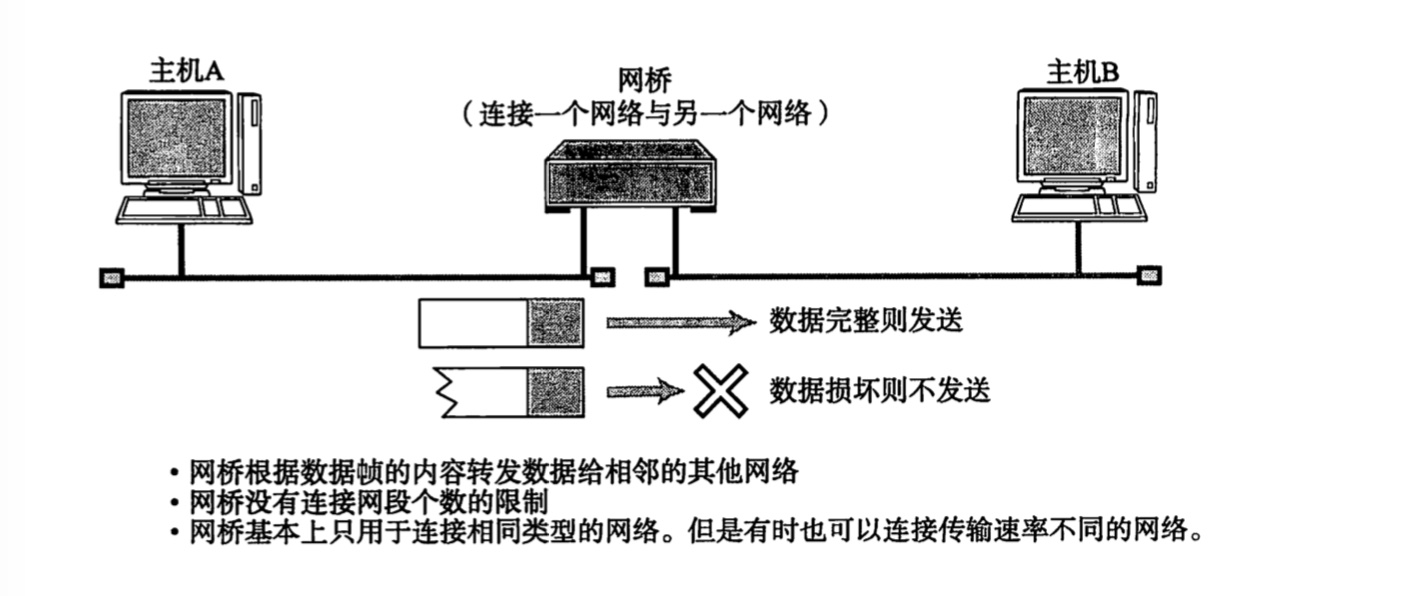 主机A
网桥
主机B
（连接一个网络与另一个网络）
数据完整则发送
数据损坏则不发送
• 网桥根据数据帧的内容转发数据给相邻的其他网络
• 网桥没有连接网段个数的限制
• 网桥基本上只用于连接相同类型的网络。但是有时也可以连接传输速率不同的网络。